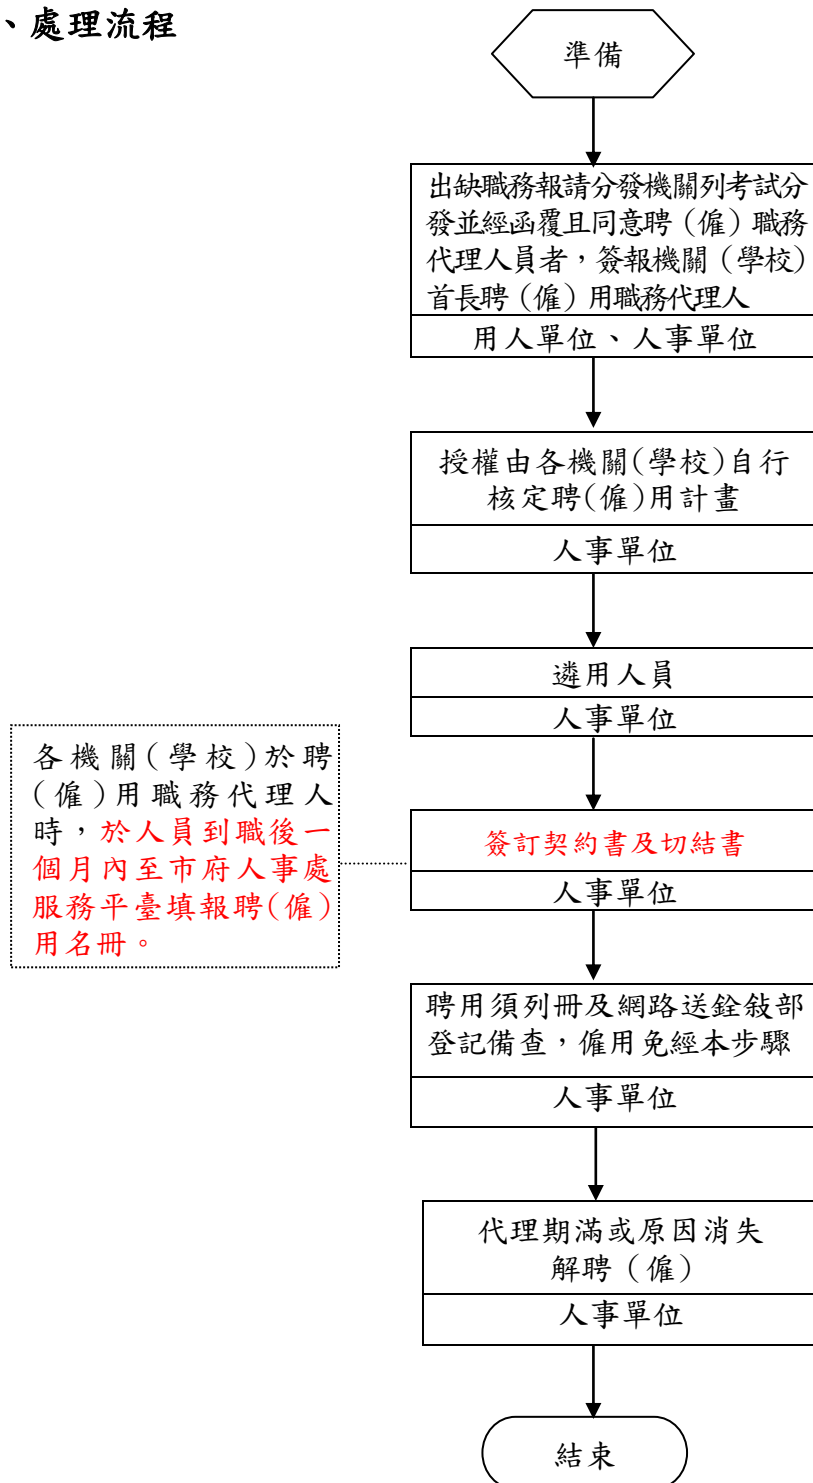 、處理流程
準備
出缺職務報請分發機關列考試分
發並經函覆且同意聘（僱）職務
代理人員者，簽報機關（學校）
首長聘（僱）用職務代理人
用人單位、人事單位
授權由各機關(學校)自行
核定聘(僱)用計畫
人事單位
遴用人員
人事單位
各機關(學校)於聘
(僱)用職務代理人
時，於人員到職後一
個月內至市府人事處
服務平臺填報聘(僱)
用名冊。
簽訂契約書及切結書
人事單位
聘用須列冊及網路送銓敍部
登記備查，僱用免經本步驟
人事單位
代理期滿或原因消失
解聘（僱）
人事單位
結束